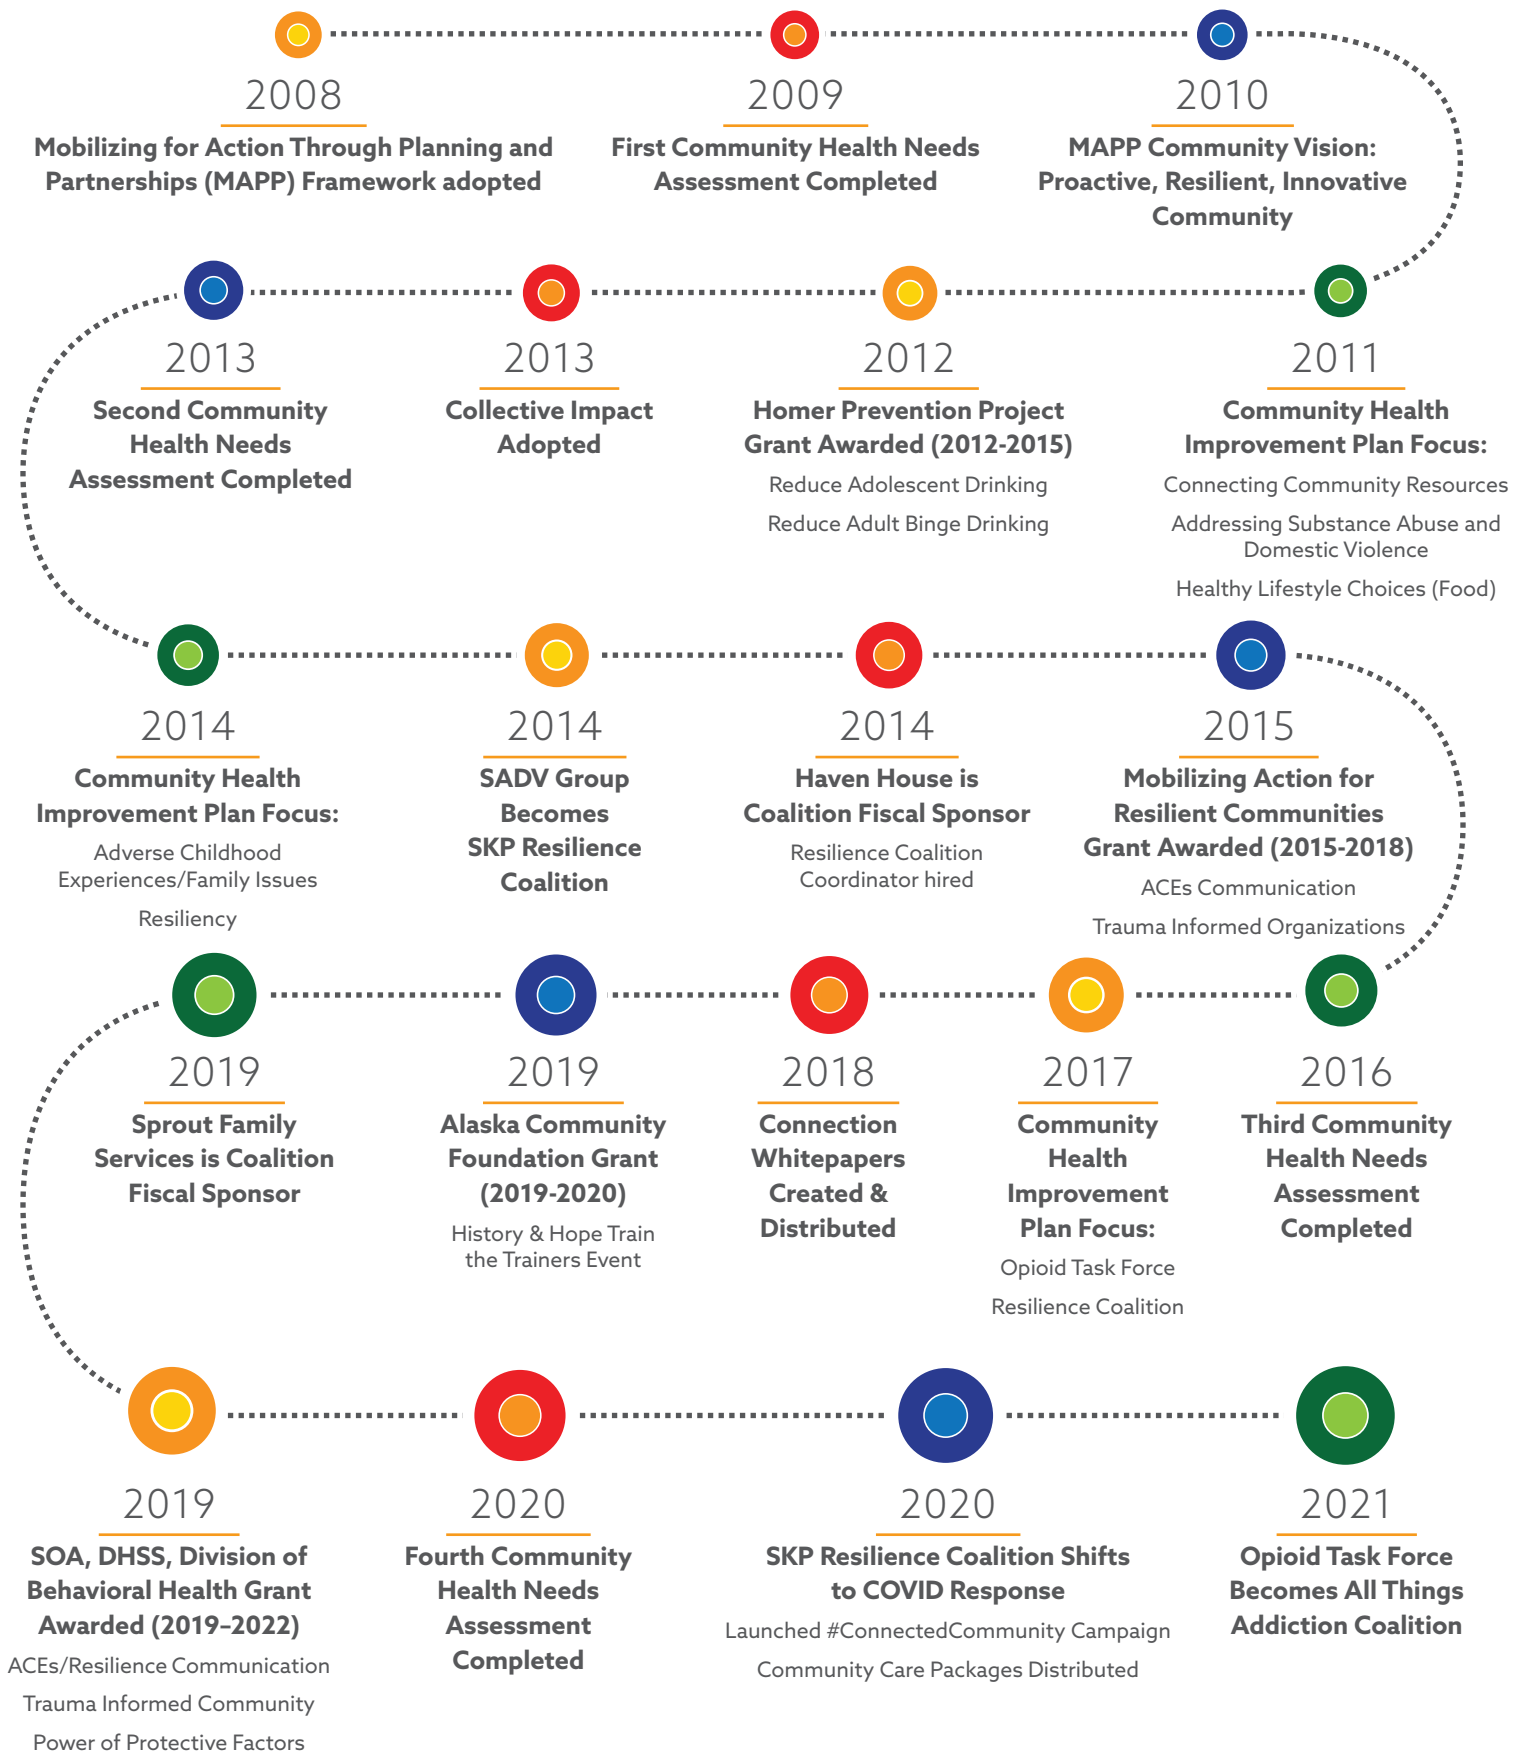 2008
Mobilizing for Action Through Planning and
Partnerships (MAPP) Framework adopted
2009
First Community Health Needs
Assessment Completed
2010
MAPP Community Vision:
Proactive, Resilient, Innovative
Community
2011
Community Health
Improvement Plan Focus:
Connecting Community Resources
Addressing Substance Abuse and
Domestic Violence
Healthy Lifestyle Choices (Food)
2012
Homer Prevention Project
Grant Awarded (2012-2015)
Reduce Adolescent Drinking
Reduce Adult Binge Drinking
2013
Collective Impact
Adopted
2013
Second Community
Health Needs
Assessment Completed
2014
Community Health
Improvement Plan Focus:
Adverse Childhood
Experiences/Family Issues
Resiliency
2014
SADV Group
Becomes
SKP Resilience
Coalition
2014
Haven House is
Coalition Fiscal Sponsor
Resilience Coalition
Coordinator hired
2015
Mobilizing Action for
Resilient Communities
Grant Awarded (2015-2018)
ACEs Communication
Trauma Informed Organizations
2016
Third Community
Health Needs
Assessment
Completed
2017
Community
Health
Improvement
Plan Focus:
Opioid Task Force
Resilience Coalition
2018
Connection
Whitepapers
Created &
Distributed
2019
Alaska Community
Foundation Grant
(2019-2020)
History & Hope Train
the Trainers Event
2019
Sprout Family
Services is Coalition
Fiscal Sponsor
2019
SOA, DHSS, Division of
Behavioral Health Grant
Awarded (2019–2022)
ACEs/Resilience Communication
Trauma Informed Community
Power of Protective Factors
2020
Fourth Community
Health Needs
Assessment
Completed
2020
SKP Resilience Coalition Shifts
to COVID Response
Launched #ConnectedCommunity Campaign
Community Care Packages Distributed
2021
Opioid Task Force
Becomes All Things
Addiction Coalition